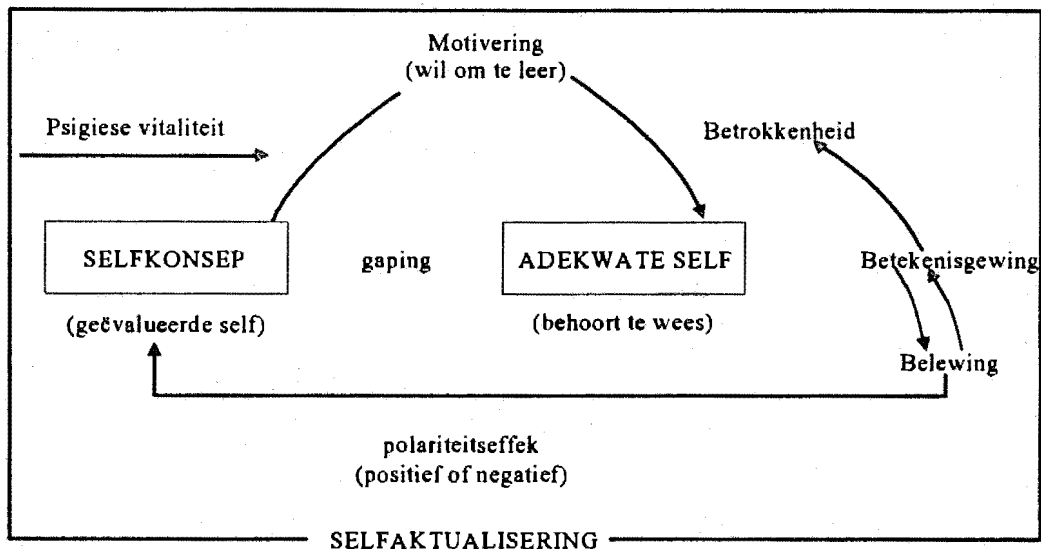 Motivering
(wil om te leer)
Psigiese vitaliteit
Betrokkenheid
SELFKONSEP
gaping
ADEKWATE SELF
Betekenisgewing
(geëvalueerde self)
(behoort te wees)
Belewing
polariteitseffek
(positief of negatief)
SELFAKTUALISERING